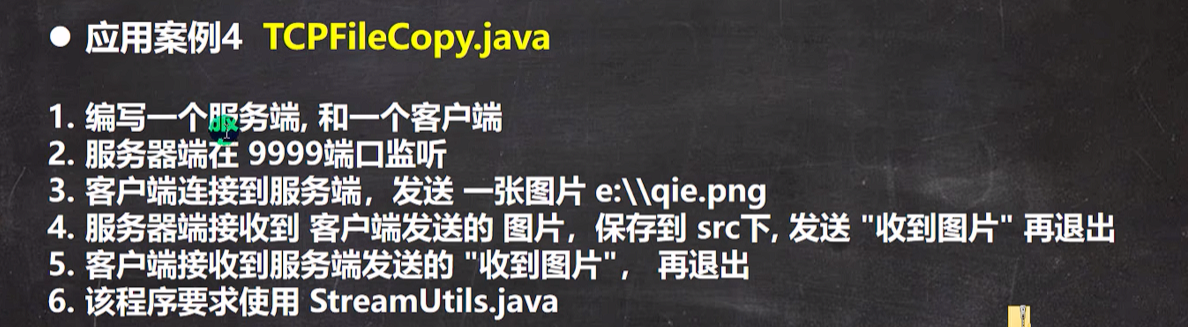 ● 应用案例4 TCPFileCopy.java
1. 编写一个服务端, 和一个客户端
2. 服务器端在 9999端口监听
3. 客户端连接到服务端，发送 一张图片 e:\\qie.png
4. 服务器端接收到 客户端发送的 图片，保存到 src下, 发送 "收到图片" 再退出
5. 客户端接收到服务端发送的 "收到图片"， 再退出
6. 该程序要求使用 StreamUtils.java